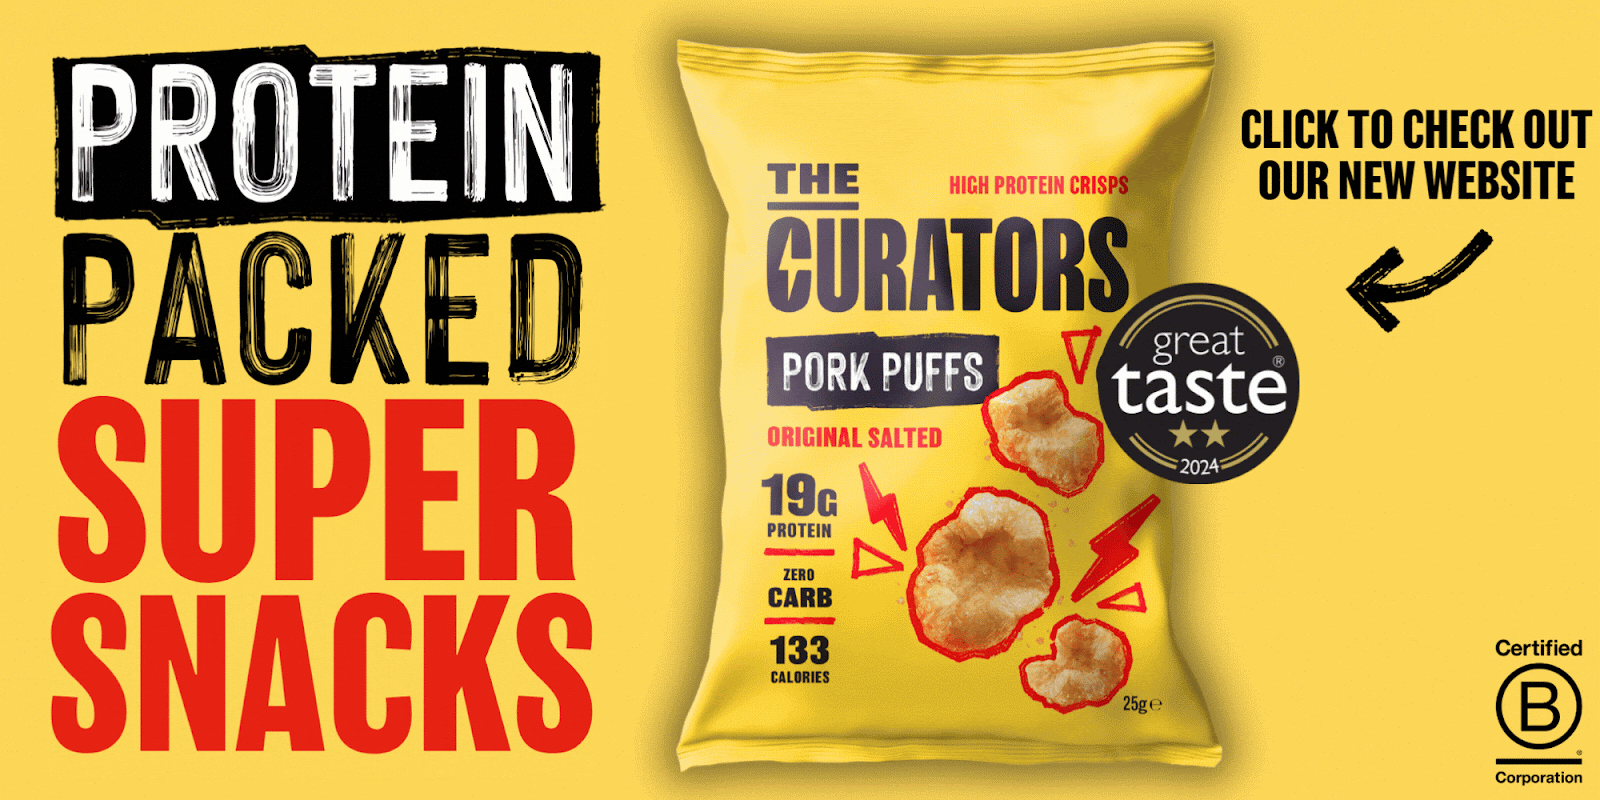 PROTEIN
PACKED
SUPER
SNACKS
THE
HIGH PROTEIN CRISPS
CURATORS
PORK PUFFS
ORIGINAL SALTED
19G
PROTEIN
ZERO
CARB
133
CALORIES
25g℮
great
taste®
2024
CLICK TO CHECK OUT
OUR NEW WEBSITE
Certified
B
®
Corporation